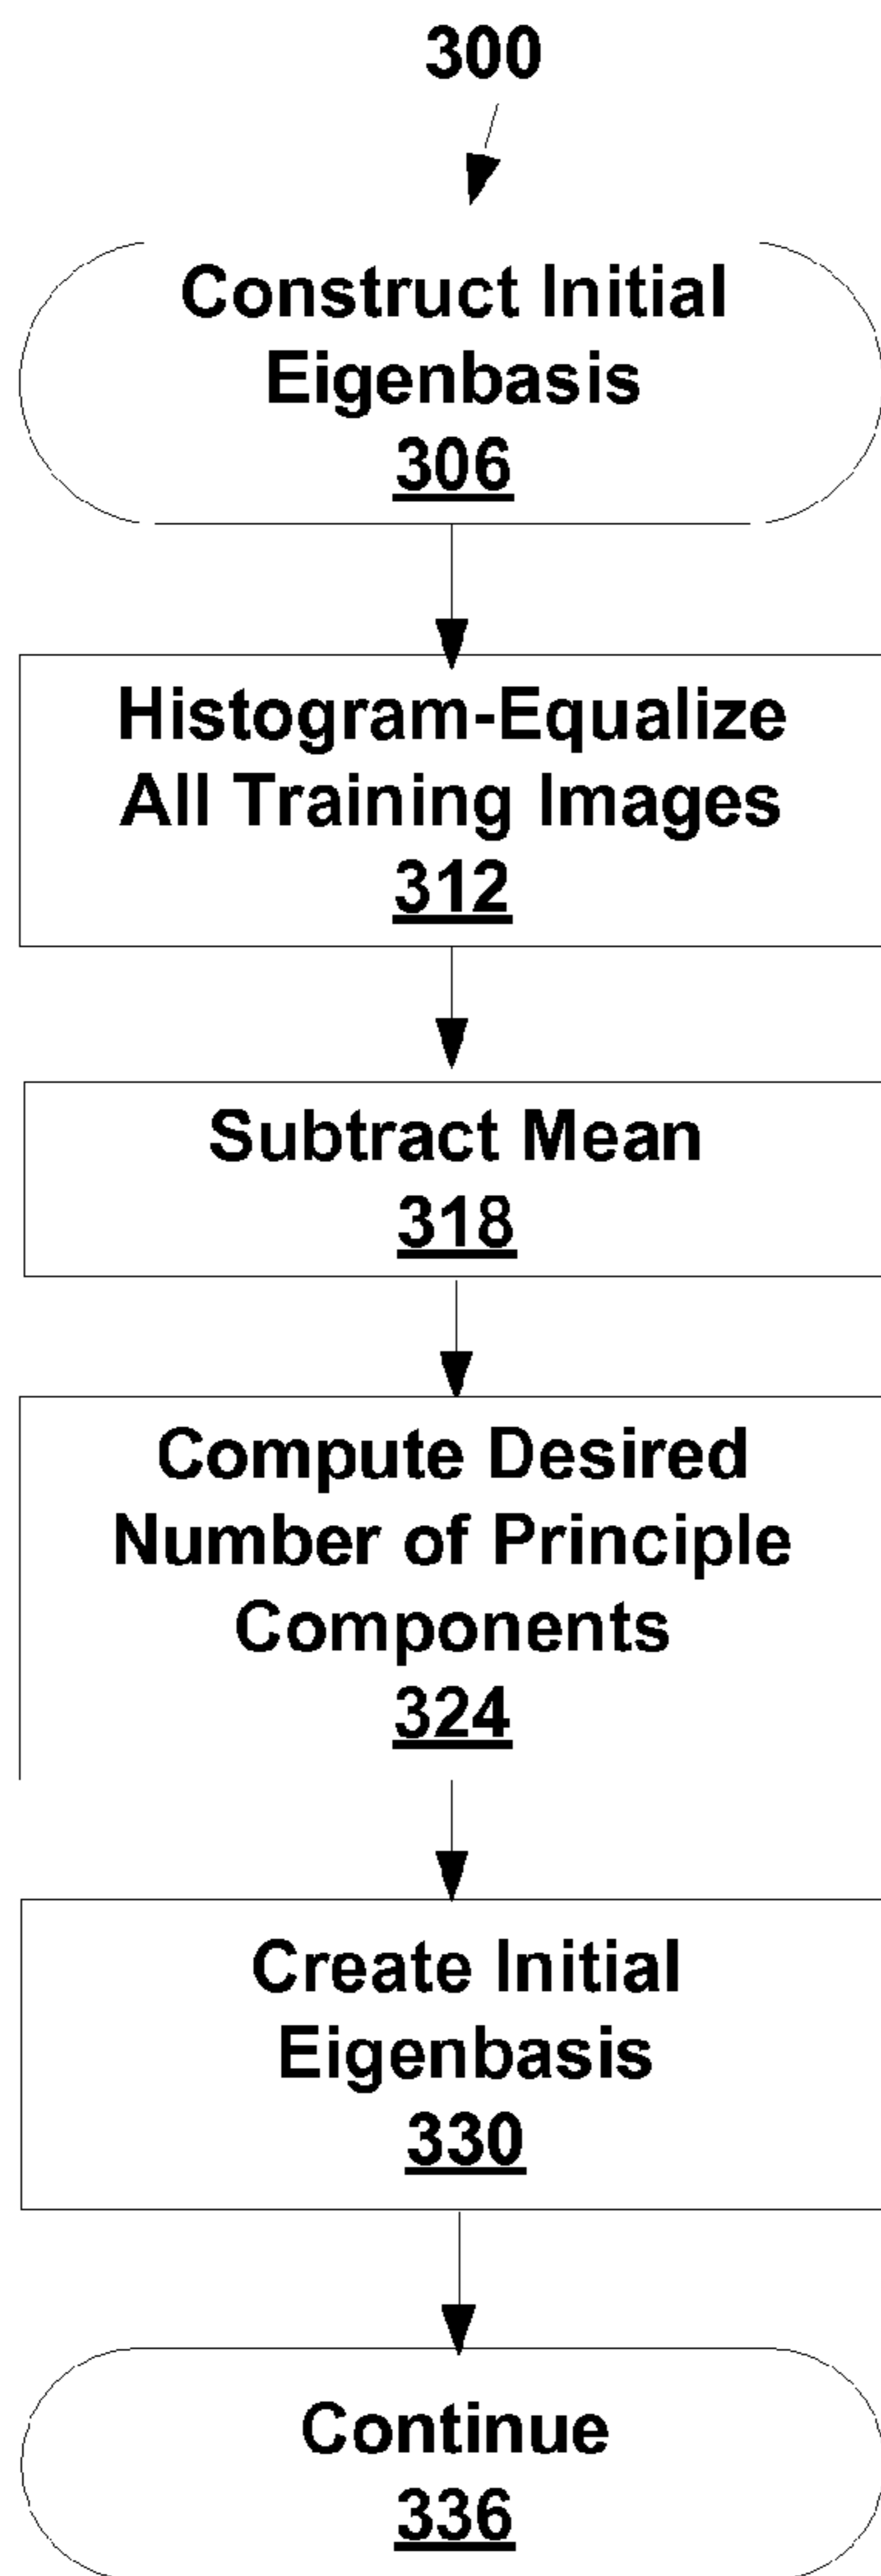 300
Construct Initial
Eigenbasis
306
Histogram-Equalize
All Training Images
312
Subtract Mean
318
Compute Desired
Number of Principle
Components
324
Create Initial
Eigenbasis
330
Continue
336